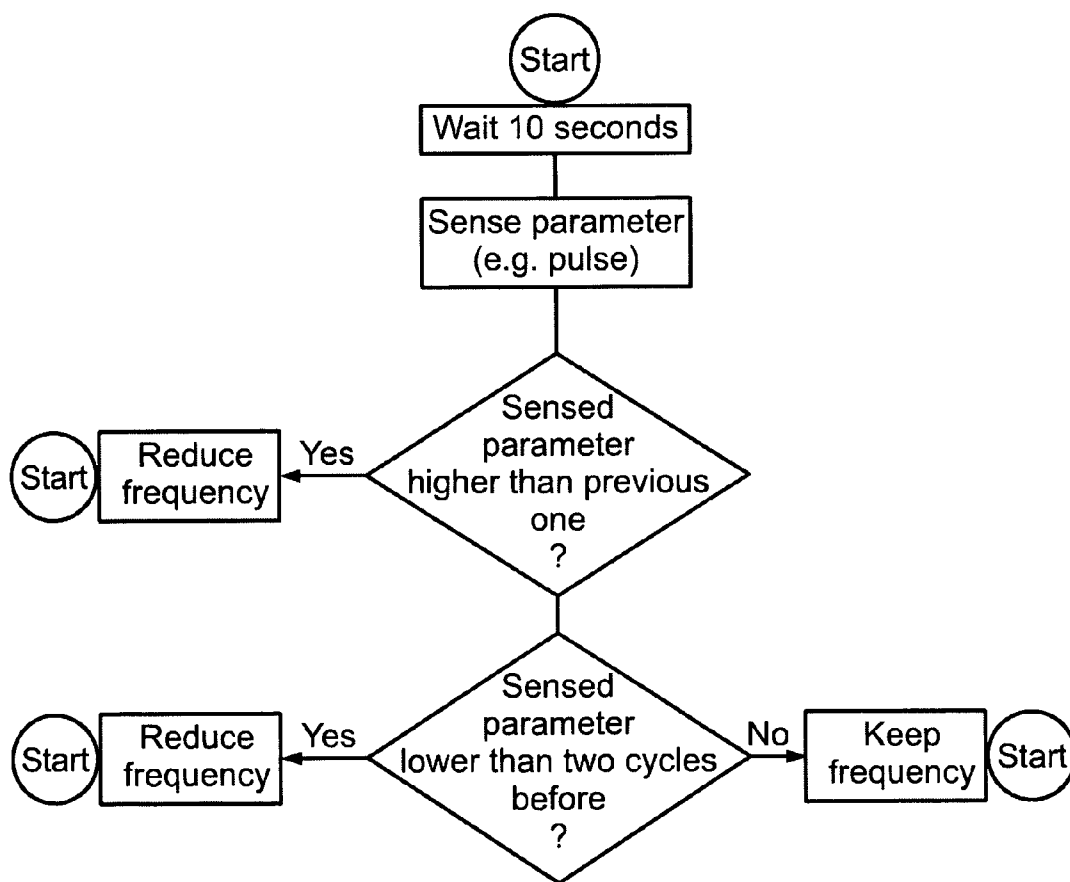 Start
Wait 10 seconds
Sense parameter
(e.g. pulse)
Sensed
parameter
higher than previous
one
?
Yes
Reduce
frequency
Start
Sensed
parameter
lower than two cycles
before
?
Yes
Reduce
frequency
Start
No
Keep
frequency
Start